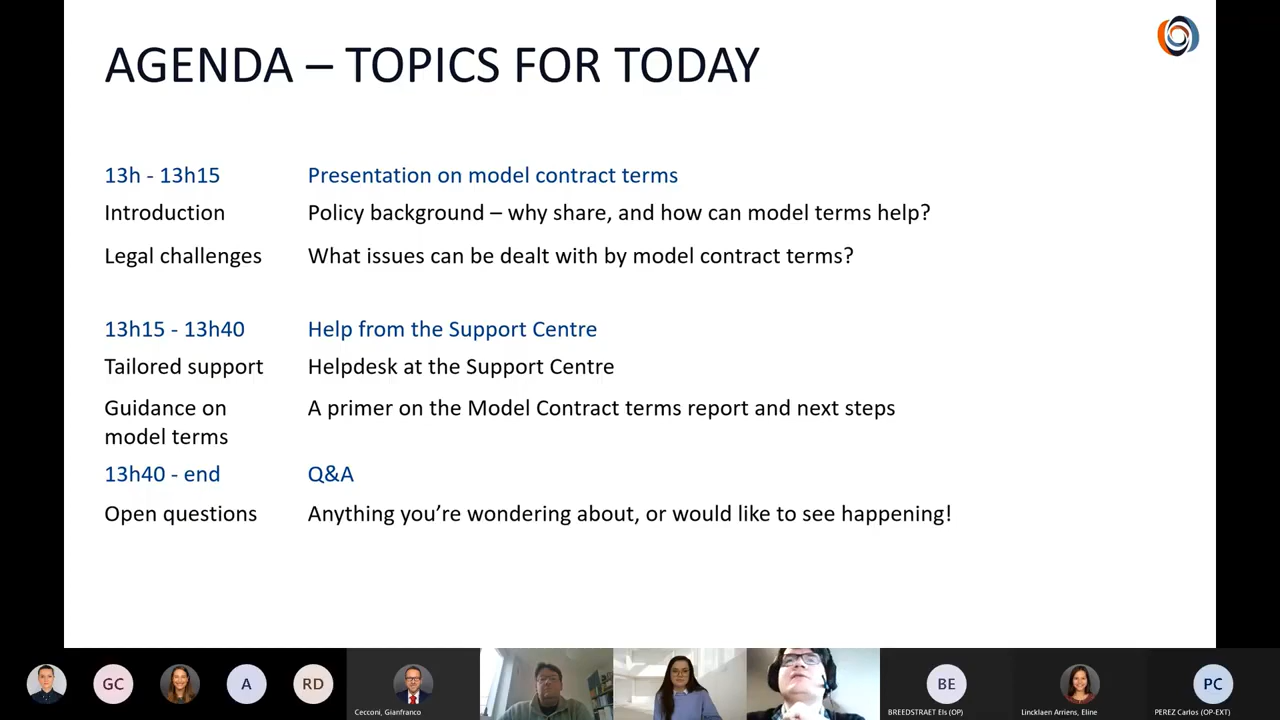 AGENDA – TOPICS FOR TODAY
13h - 13h15 Presentation on model contract terms
Introduction Policy background – why share, and how can model terms help?
Legal challenges What issues can be dealt with by model contract terms?
13h15 - 13h40 Help from the Support Centre
Tailored support Helpdesk at the Support Centre
Guidance on A primer on the Model Contract terms report and next steps
model terms
13h40 - end Q&A
Open questions Anything you’re wondering about, or would like to see happening!
GC A RD BE PC
Cecconi, Gianfranco BREEDSTRAET Els (OP) Lincklaen Arriens, Eline PEREZ Carlos (OP-EXT)